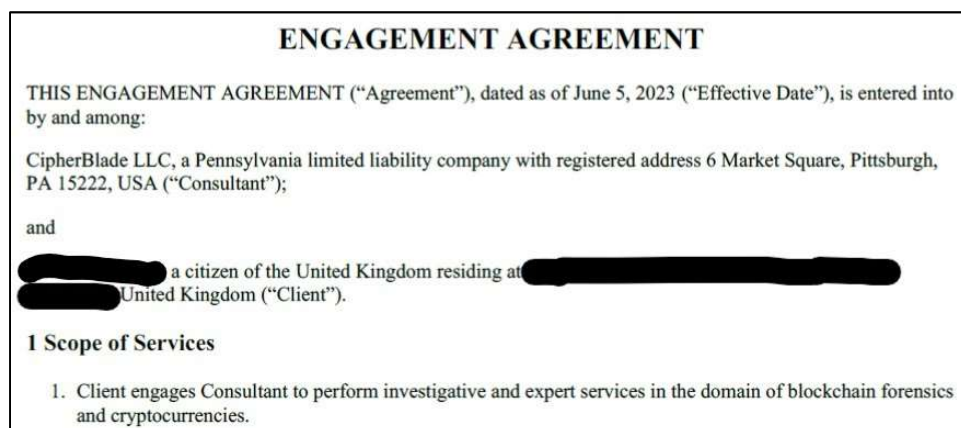 ENGAGEMENT AGREEMENT
THIS ENGAGEMENT AGREEMENT (“Agreement”), dated as of June 5, 2023 (“Effective Date”), is entered into
by and among:
CipherBlade LLC, a Pennsylvania limited liability company with registered address 6 Market Square, Pittsburgh,
PA 15222, USA (“Consultant”);
and
a citizen of the United Kingdom residing at
United Kingdom (“Client”).
1 Scope of Services
1. Client engages Consultant to perform investigative and expert services in the domain of blockchain forensics
and cryptocurrencies.